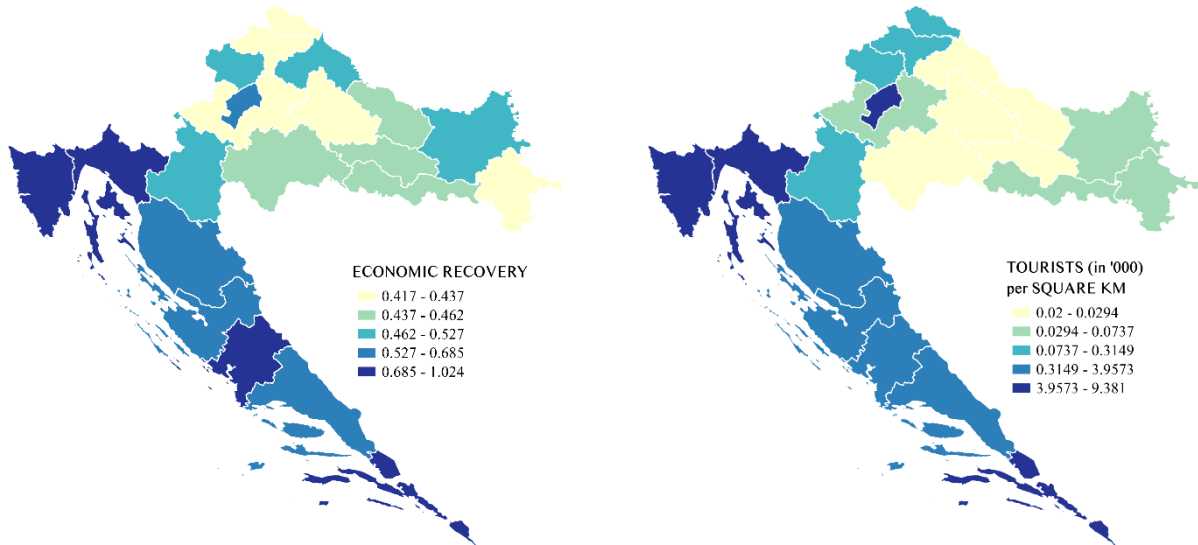 ECONOMIC RECOVERY
0.417 - 0.437
0.437 - 0.462
0.462 - 0.527
0.527 - 0.685
0.685 - 1.024
TOURISTS (in '000)
per SQUARE KM
0.02 - 0.0294
0.0294 - 0.0737
0.0737 - 0.3149
0.3149 - 3.9573
3.9573 - 9.381